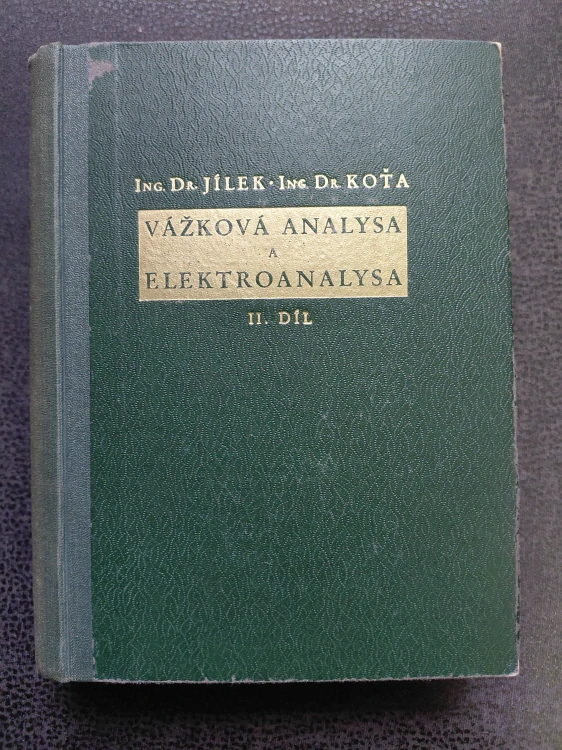 ING. DR. JÍLEK · ING. DR. KOŤA
VÁŽKOVÁ ANALYSA
A
ELEKTROANALYSA
II. DÍL